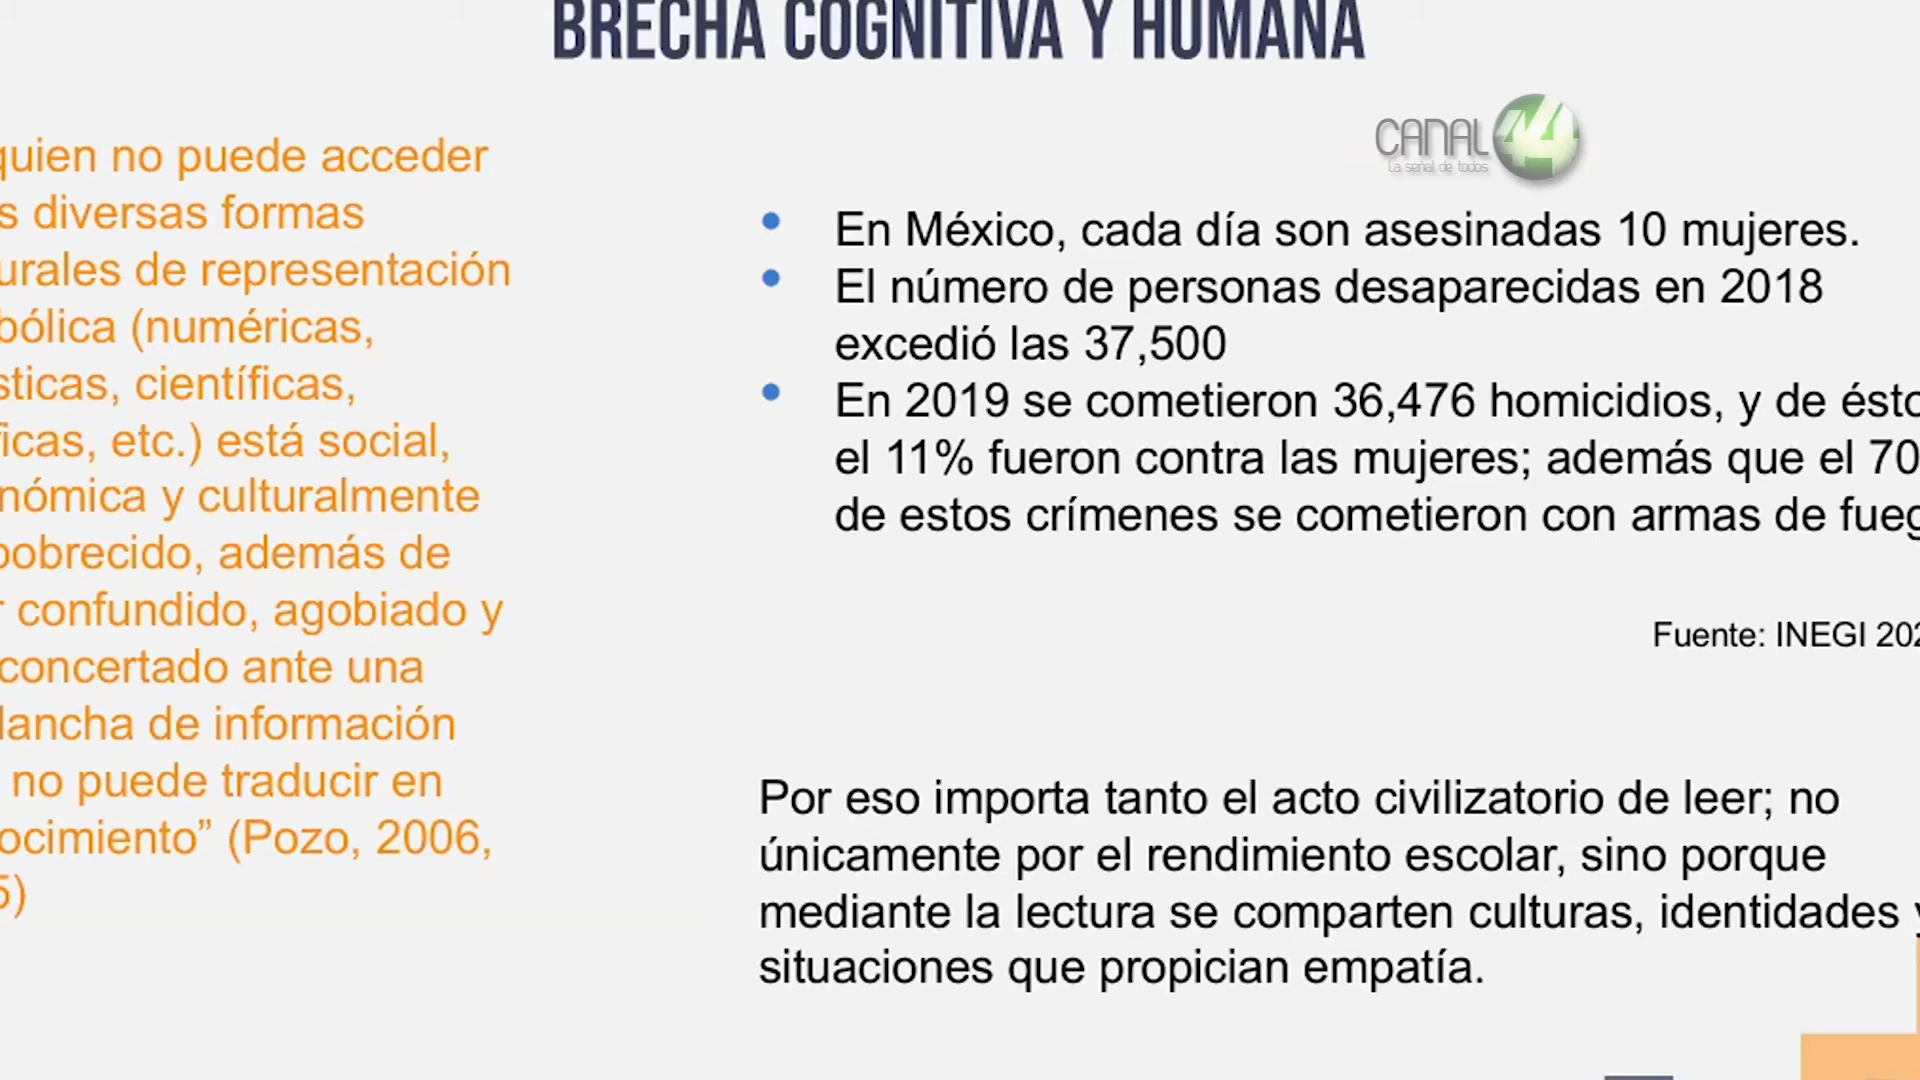 BRECHA COGNITIVA Y HUMANA
CANAL 44
La señal de todos
quien no puede acceder
s diversas formas
urales de representación
bólica (numéricas,
sticas, científicas,
ficas, etc.) está social,
nómica y culturalmente
pobrecido, además de
r confundido, agobiado y
concertado ante una
lancha de información
no puede traducir en
ocimiento” (Pozo, 2006,
5)
• En México, cada día son asesinadas 10 mujeres.
• El número de personas desaparecidas en 2018
excedió las 37,500
• En 2019 se cometieron 36,476 homicidios, y de ésto
el 11% fueron contra las mujeres; además que el 70
de estos crímenes se cometieron con armas de fueg
Fuente: INEGI 202
Por eso importa tanto el acto civilizatorio de leer; no
únicamente por el rendimiento escolar, sino porque
mediante la lectura se comparten culturas, identidades y
situaciones que propician empatía.